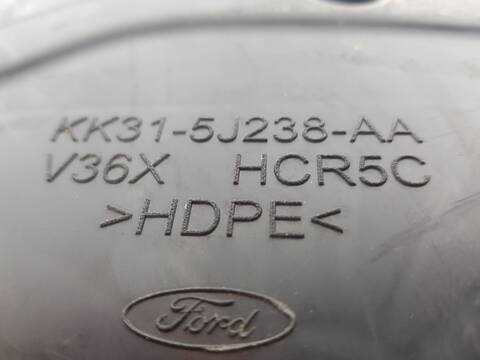 KK31-5J238-AA
V36X HCR5C
>HDPE<
Ford